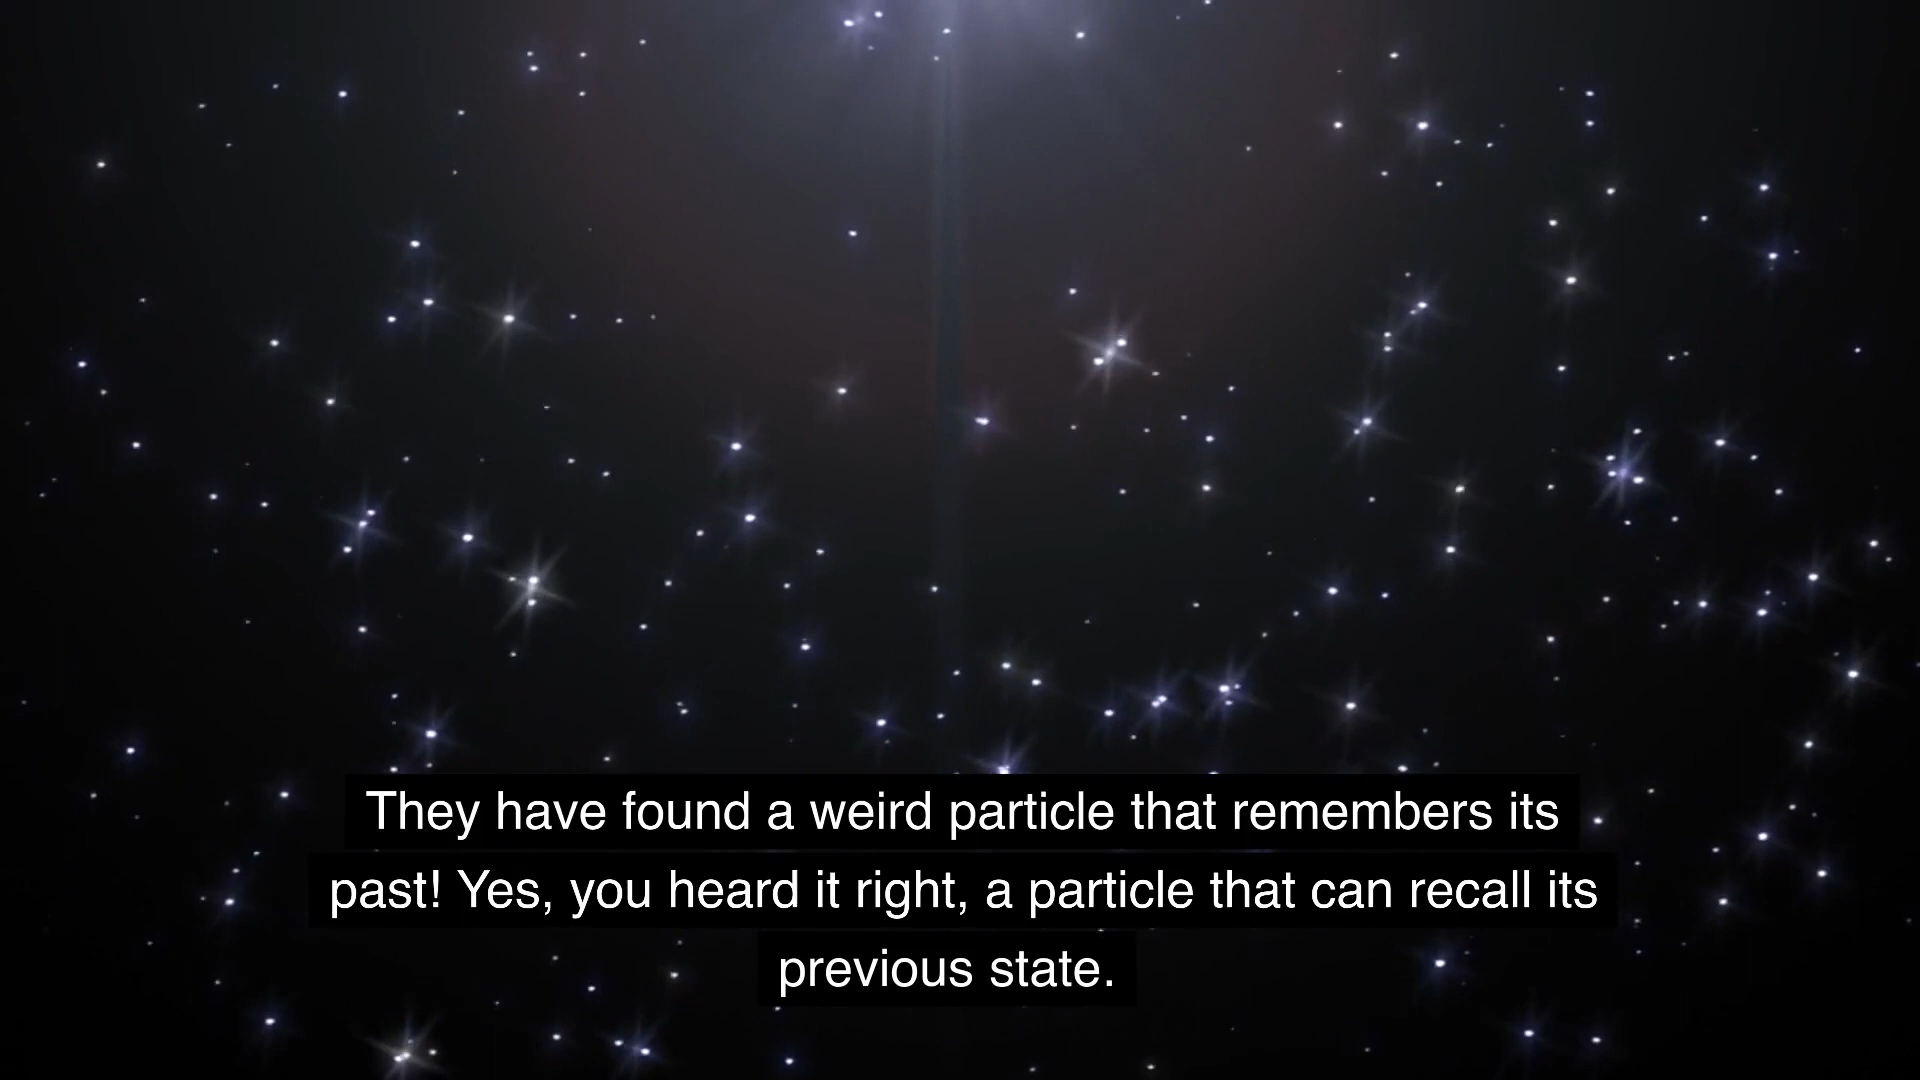 They have found a weird particle that remembers its
past! Yes, you heard it right, a particle that can recall its
previous state.